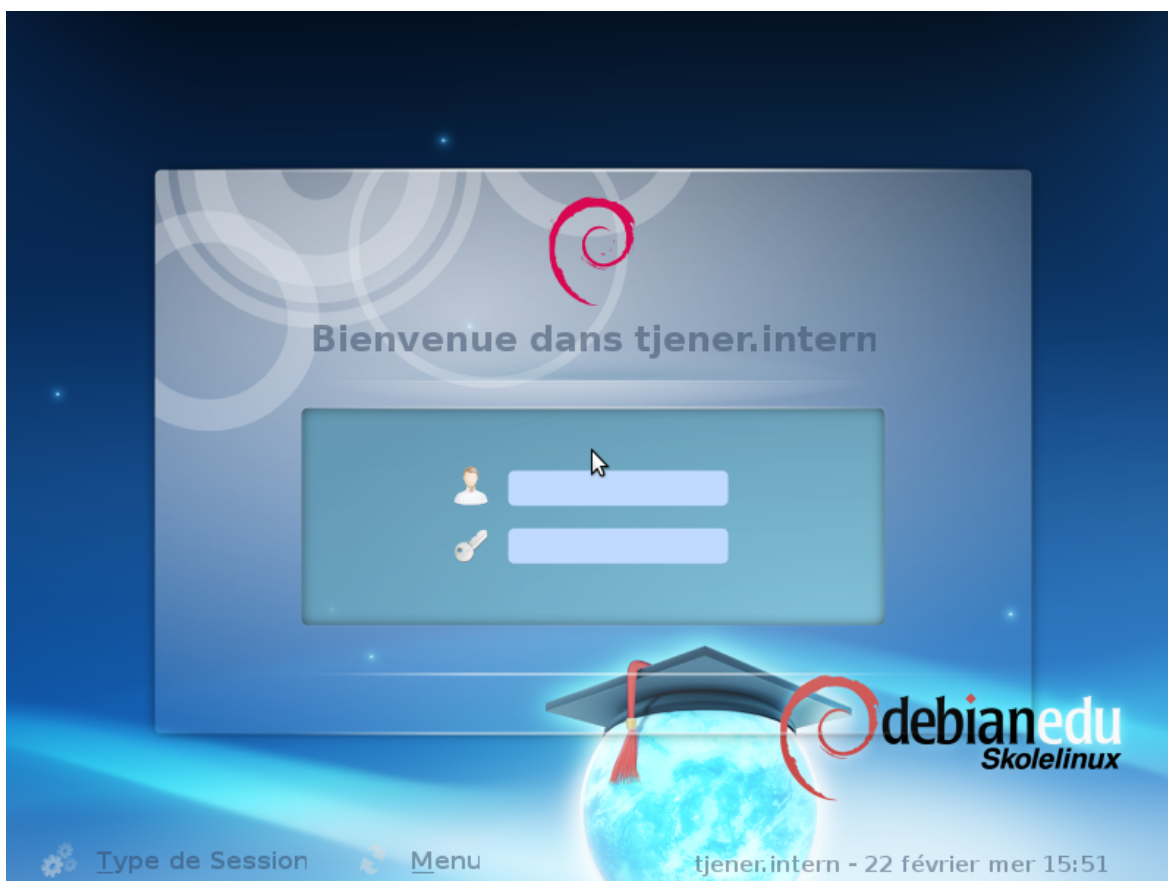 Bienvenue dans tjener.intern
debianedu
Skolelinux
Type de Session
Menu
tjener.intern - 22 février mer 15:51